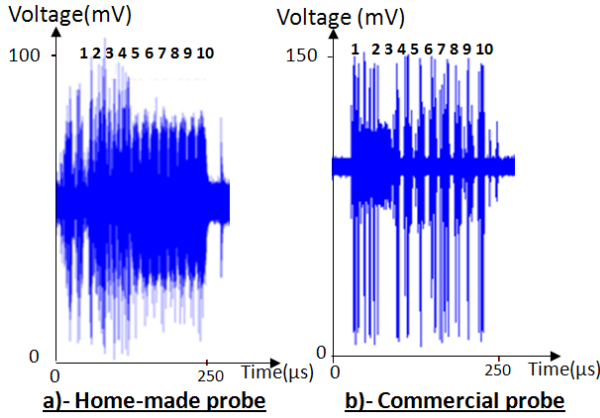 Voltage(mV)
100
1 2 3 4 5 6 7 8 9 10
0
0
250
Time(μs)
a)- Home-made probe
Voltage (mV)
150
1 2 3 4 5 6 7 8 9 10
0
0
250
Time(μs)
b)- Commercial probe